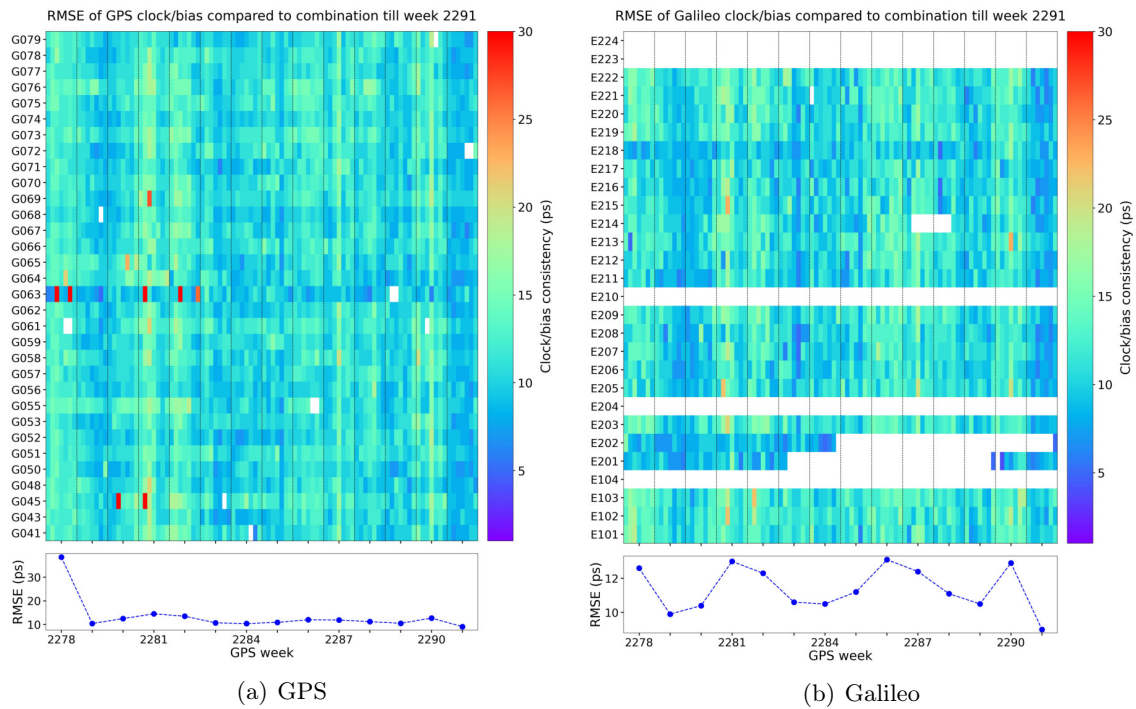 RMSE of GPS clock/bias compared to combination till week 2291
G079
G078
G077
G076
G075
G074
G073
G072
G071
G070
G069
G068
G067
G066
G065
G064
G063
G062
G061
G059
G058
G057
G056
G055
G053
G052
G051
G050
G048
G045
G043
G041
30
25
20
15
10
5
Clock/bias consistency (ps)
RMSE (ps)
30
20
10
2278
2281
2284
2287
2290
GPS week
(a) GPS
RMSE of Galileo clock/bias compared to combination till week 2291
E224
E223
E222
E221
E220
E219
E218
E217
E216
E215
E214
E213
E212
E211
E210
E209
E208
E207
E206
E205
E204
E203
E202
E201
E104
E103
E102
E101
30
25
20
15
10
5
Clock/bias consistency (ps)
RMSE (ps)
12
10
2278
2281
2284
2287
2290
GPS week
(b) Galileo